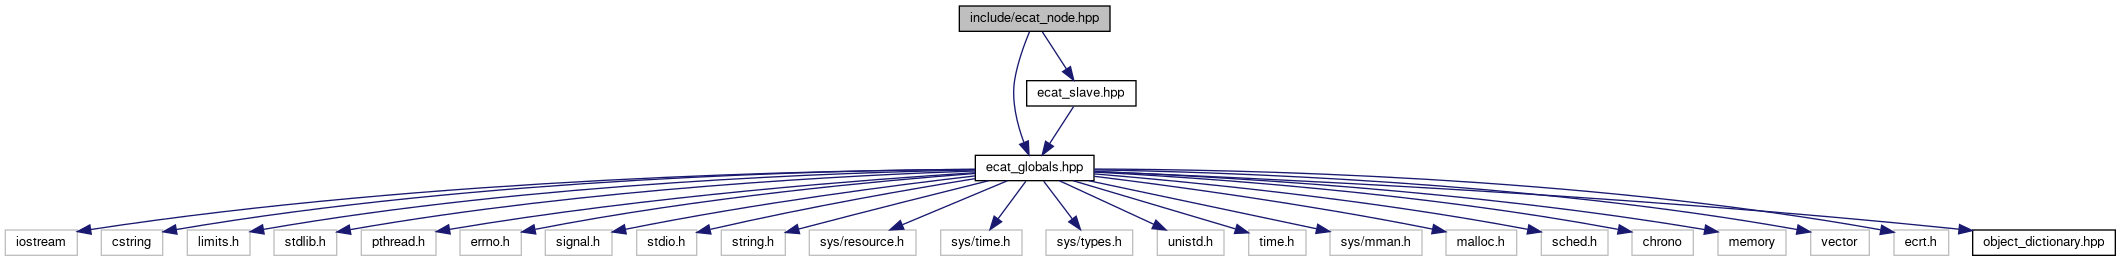 include/ecat_node.hpp
ecat_slave.hpp
ecat_globals.hpp
iostream
cstring
limits.h
stdlib.h
pthread.h
errno.h
signal.h
stdio.h
string.h
sys/resource.h
sys/time.h
sys/types.h
unistd.h
time.h
sys/mman.h
malloc.h
sched.h
chrono
memory
vector
ecrt.h
object_dictionary.hpp